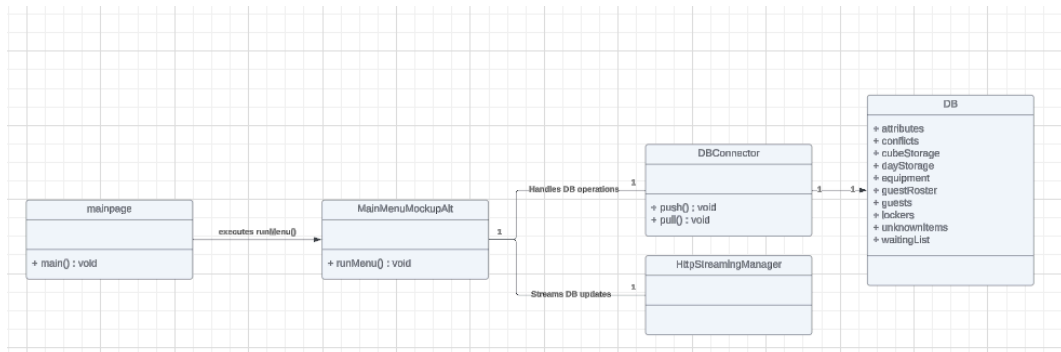 mainpage
+ main() : void
executes runMenu()
MainMenuMockupAlt
+ runMenu() : void
1
Handles DB operations
1
Streams DB updates
1
DBConnector
+ push() : void
+ pull() : void
1
1
HttpStreamingManager
DB
+ attributes
+ conflicts
+ cubeStorage
+ dayStorage
+ equipment
+ guestRoster
+ guests
+ lockers
+ unknownItems
+ waitingList